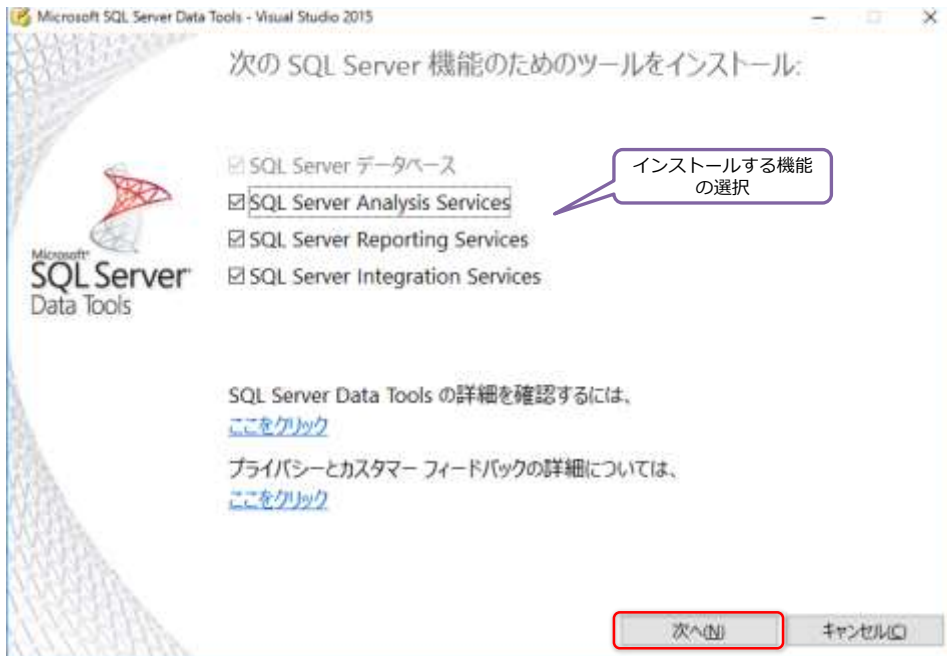 Microsoft SQL Server Data Tools - Visual Studio 2015
次の SQL Server 機能のためのツールをインストール:
SQL Server データベース
インストールする機能
の選択
SQL Server Analysis Services
SQL Server Reporting Services
SQL Server Integration Services
Microsoft
SQL Server
Data Tools
SQL Server Data Tools の詳細を確認するには、
ここをクリック
プライバシーとカスタマー フィードバックの詳細については、
ここをクリック
次へ(N)
キャンセル(C)